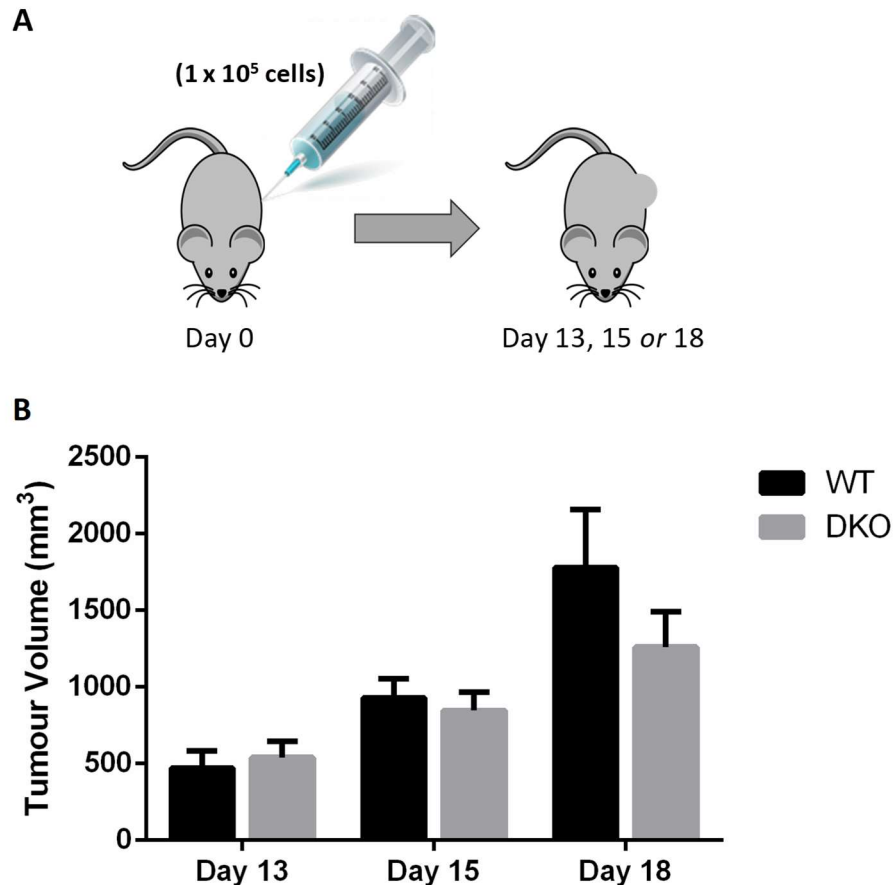 A
(1 x 10⁵ cells)
Day 0
Day 13, 15 or 18
B
Tumour Volume (mm³)
2500
2000
1500
1000
500
0
Day 13
Day 15
Day 18
WT
DKO